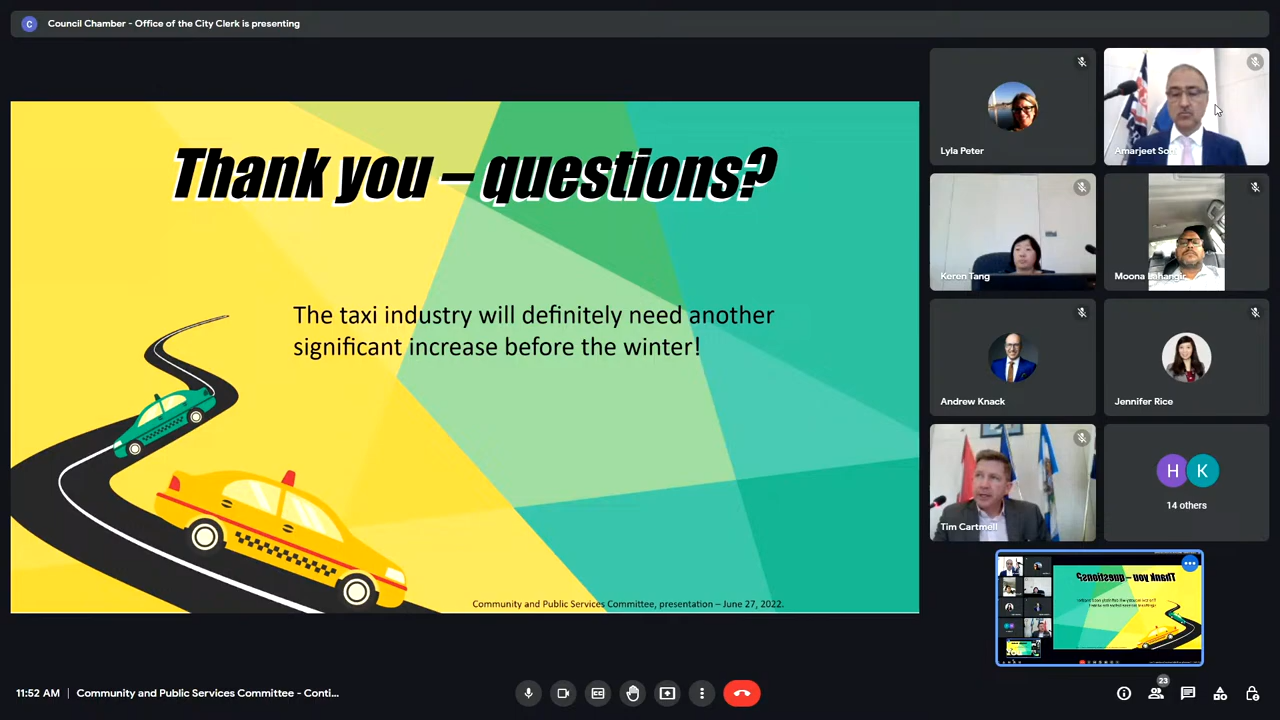 C Council Chamber - Office of the City Clerk is presenting
Thank you – questions?
The taxi industry will definitely need another
significant increase before the winter!
Community and Public Services Committee, presentation – June 27, 2022.
Lyla Peter
Amarjeet
Keren Tang
Moona
Andrew Knack
Jennifer Rice
Tim Cartmell
H K
14 others
11:52 AM | Community and Public Services Committee - Conti...
23